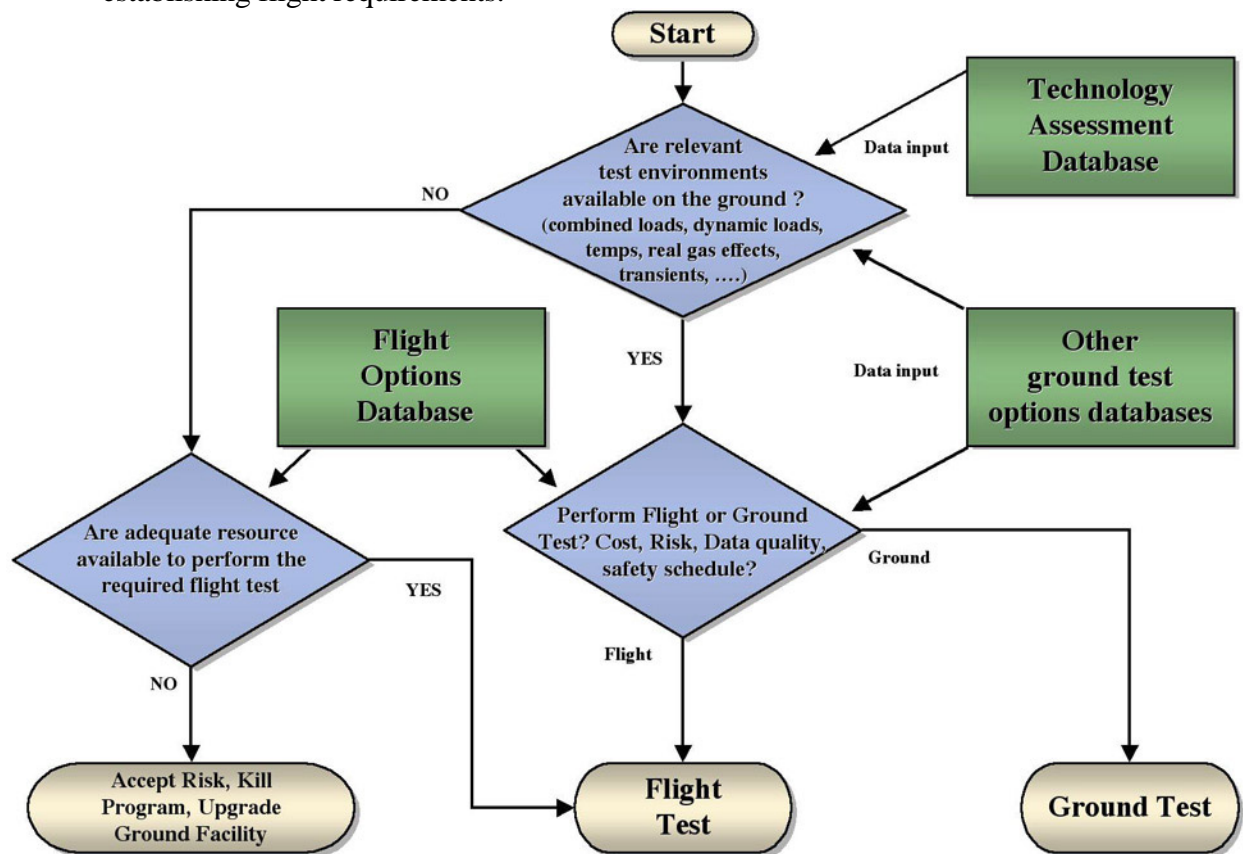 establishing flight requirements.
Start
Technology
Assessment
Database
Data input
Are relevant
test environments
available on the ground ?
(combined loads, dynamic loads,
temps, real gas effects,
transients, ….)
NO
YES
Flight
Options
Database
Data input
Other
ground test
options databases
Are adequate resource
available to perform the
required flight test
YES
NO
Perform Flight or Ground
Test? Cost, Risk, Data quality,
safety schedule?
Ground
Flight
Accept Risk, Kill
Program, Upgrade
Ground Facility
Flight
Test
Ground Test